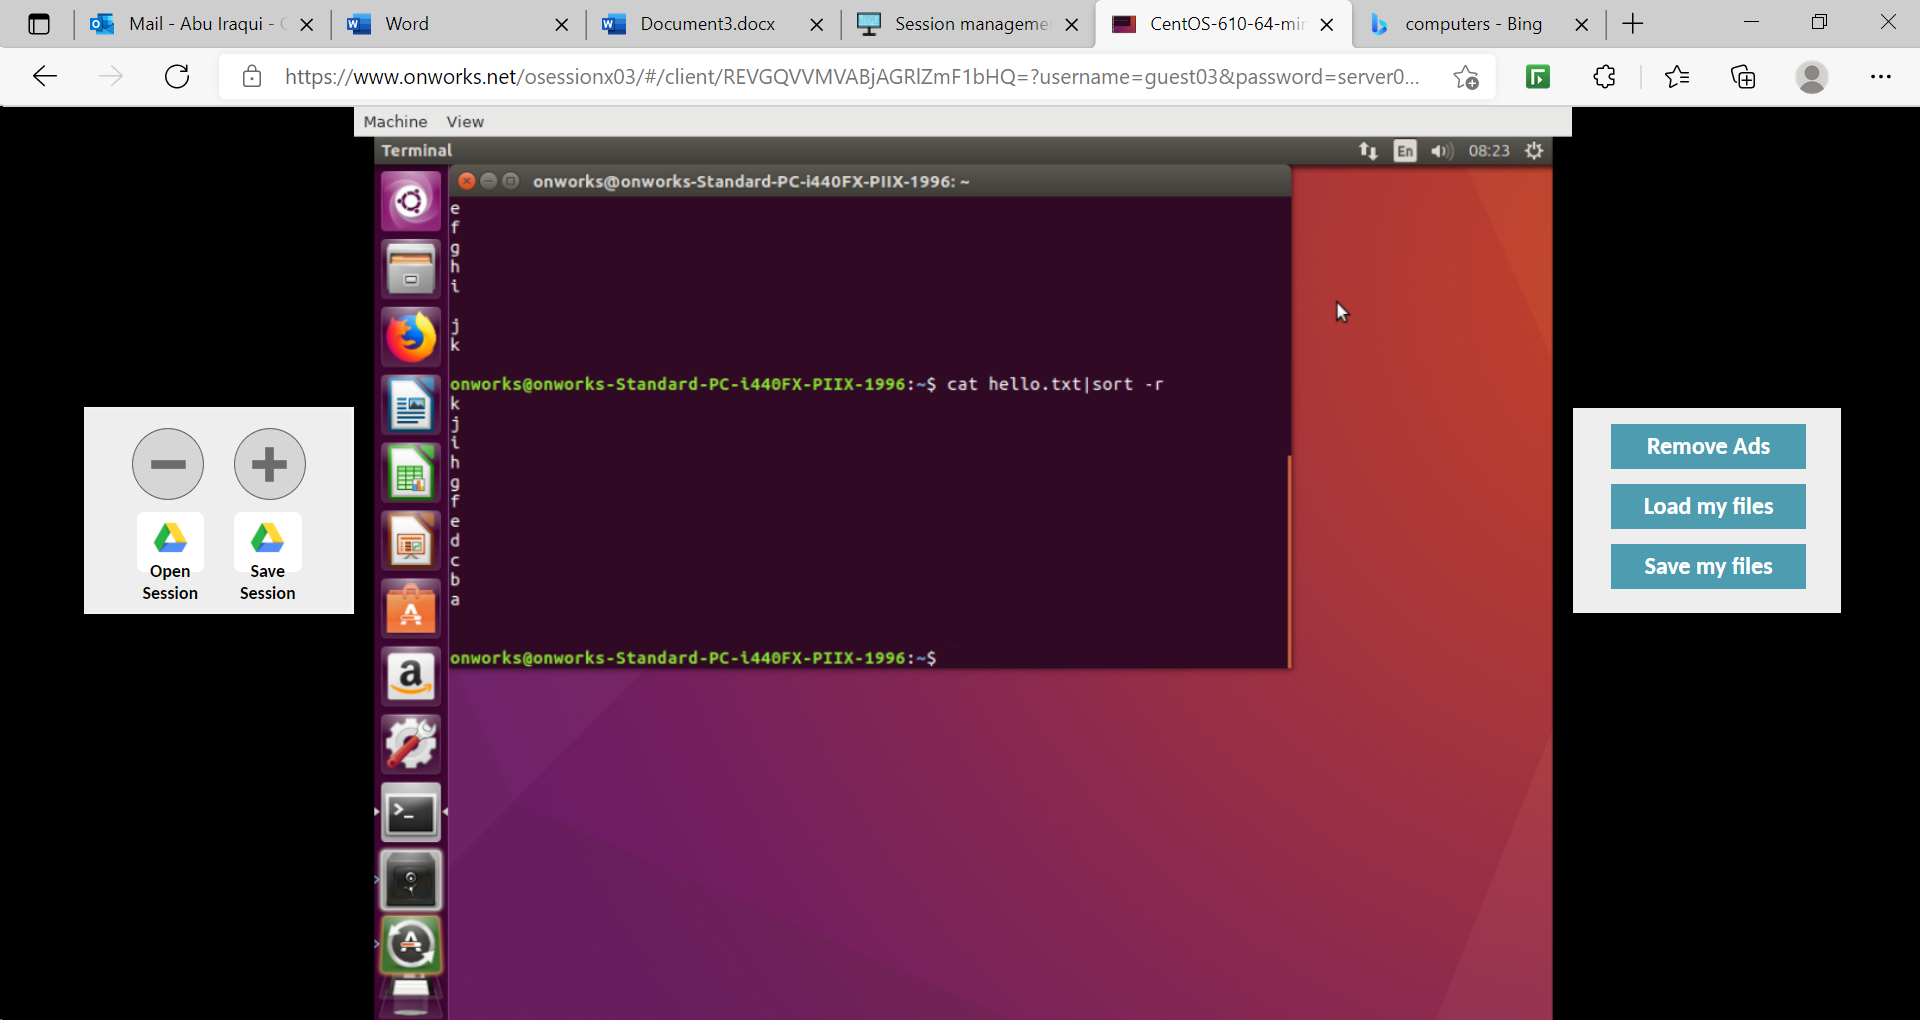 Mail - Abu Iraqui -
Word
Document3.docx
Session manageme
CentOS-610-64-mir
computers - Bing
https://www.onworks.net/osessionx03/#/client/REVGQVVMVABjAGRlZmF1bHQ=?username=guest03&password=server0...
Machine View
Terminal
En
08:23
onworks@onworks-Standard-PC-i440FX-PIIX-1996: ~
e
f
g
h
i
j
k
onworks@onworks-Standard-PC-i440FX-PIIX-1996:~$ cat hello.txt|sort -r
k
j
i
h
g
f
e
d
c
b
a
onworks@onworks-Standard-PC-i440FX-PIIX-1996:~$
Open
Session
Save
Session
Remove Ads
Load my files
Save my files